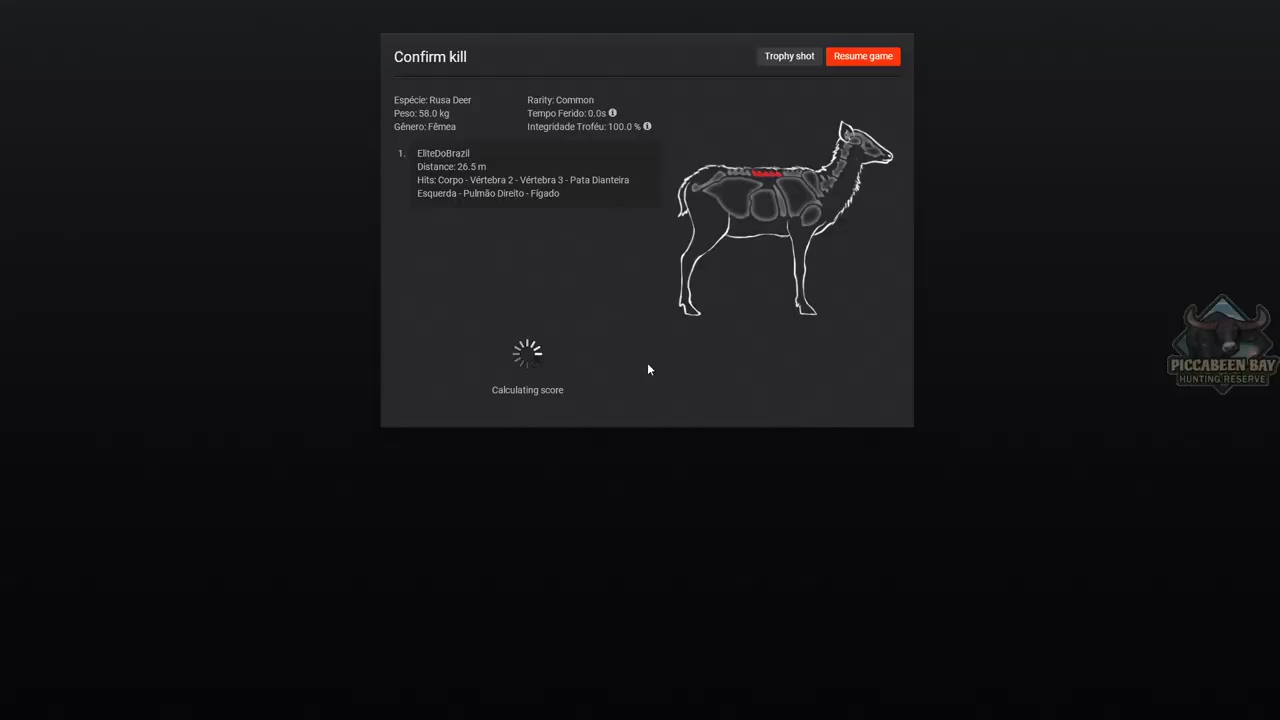 Confirm kill
Trophy shot
Resume game
Espécie: Rusa Deer
Rarity: Common
Peso: 58.0 kg
Tempo Ferido: 0.0s
Gênero: Fêmea
Integridade Troféu: 100.0 %
1. EliteDoBrazil
Distance: 26.5 m
Hits: Corpo - Vértebra 2 - Vértebra 3 - Pata Dianteira
Esquerda - Pulmão Direito - Fígado
Calculating score
PICCABEEN BAY
HUNTING RESERVE